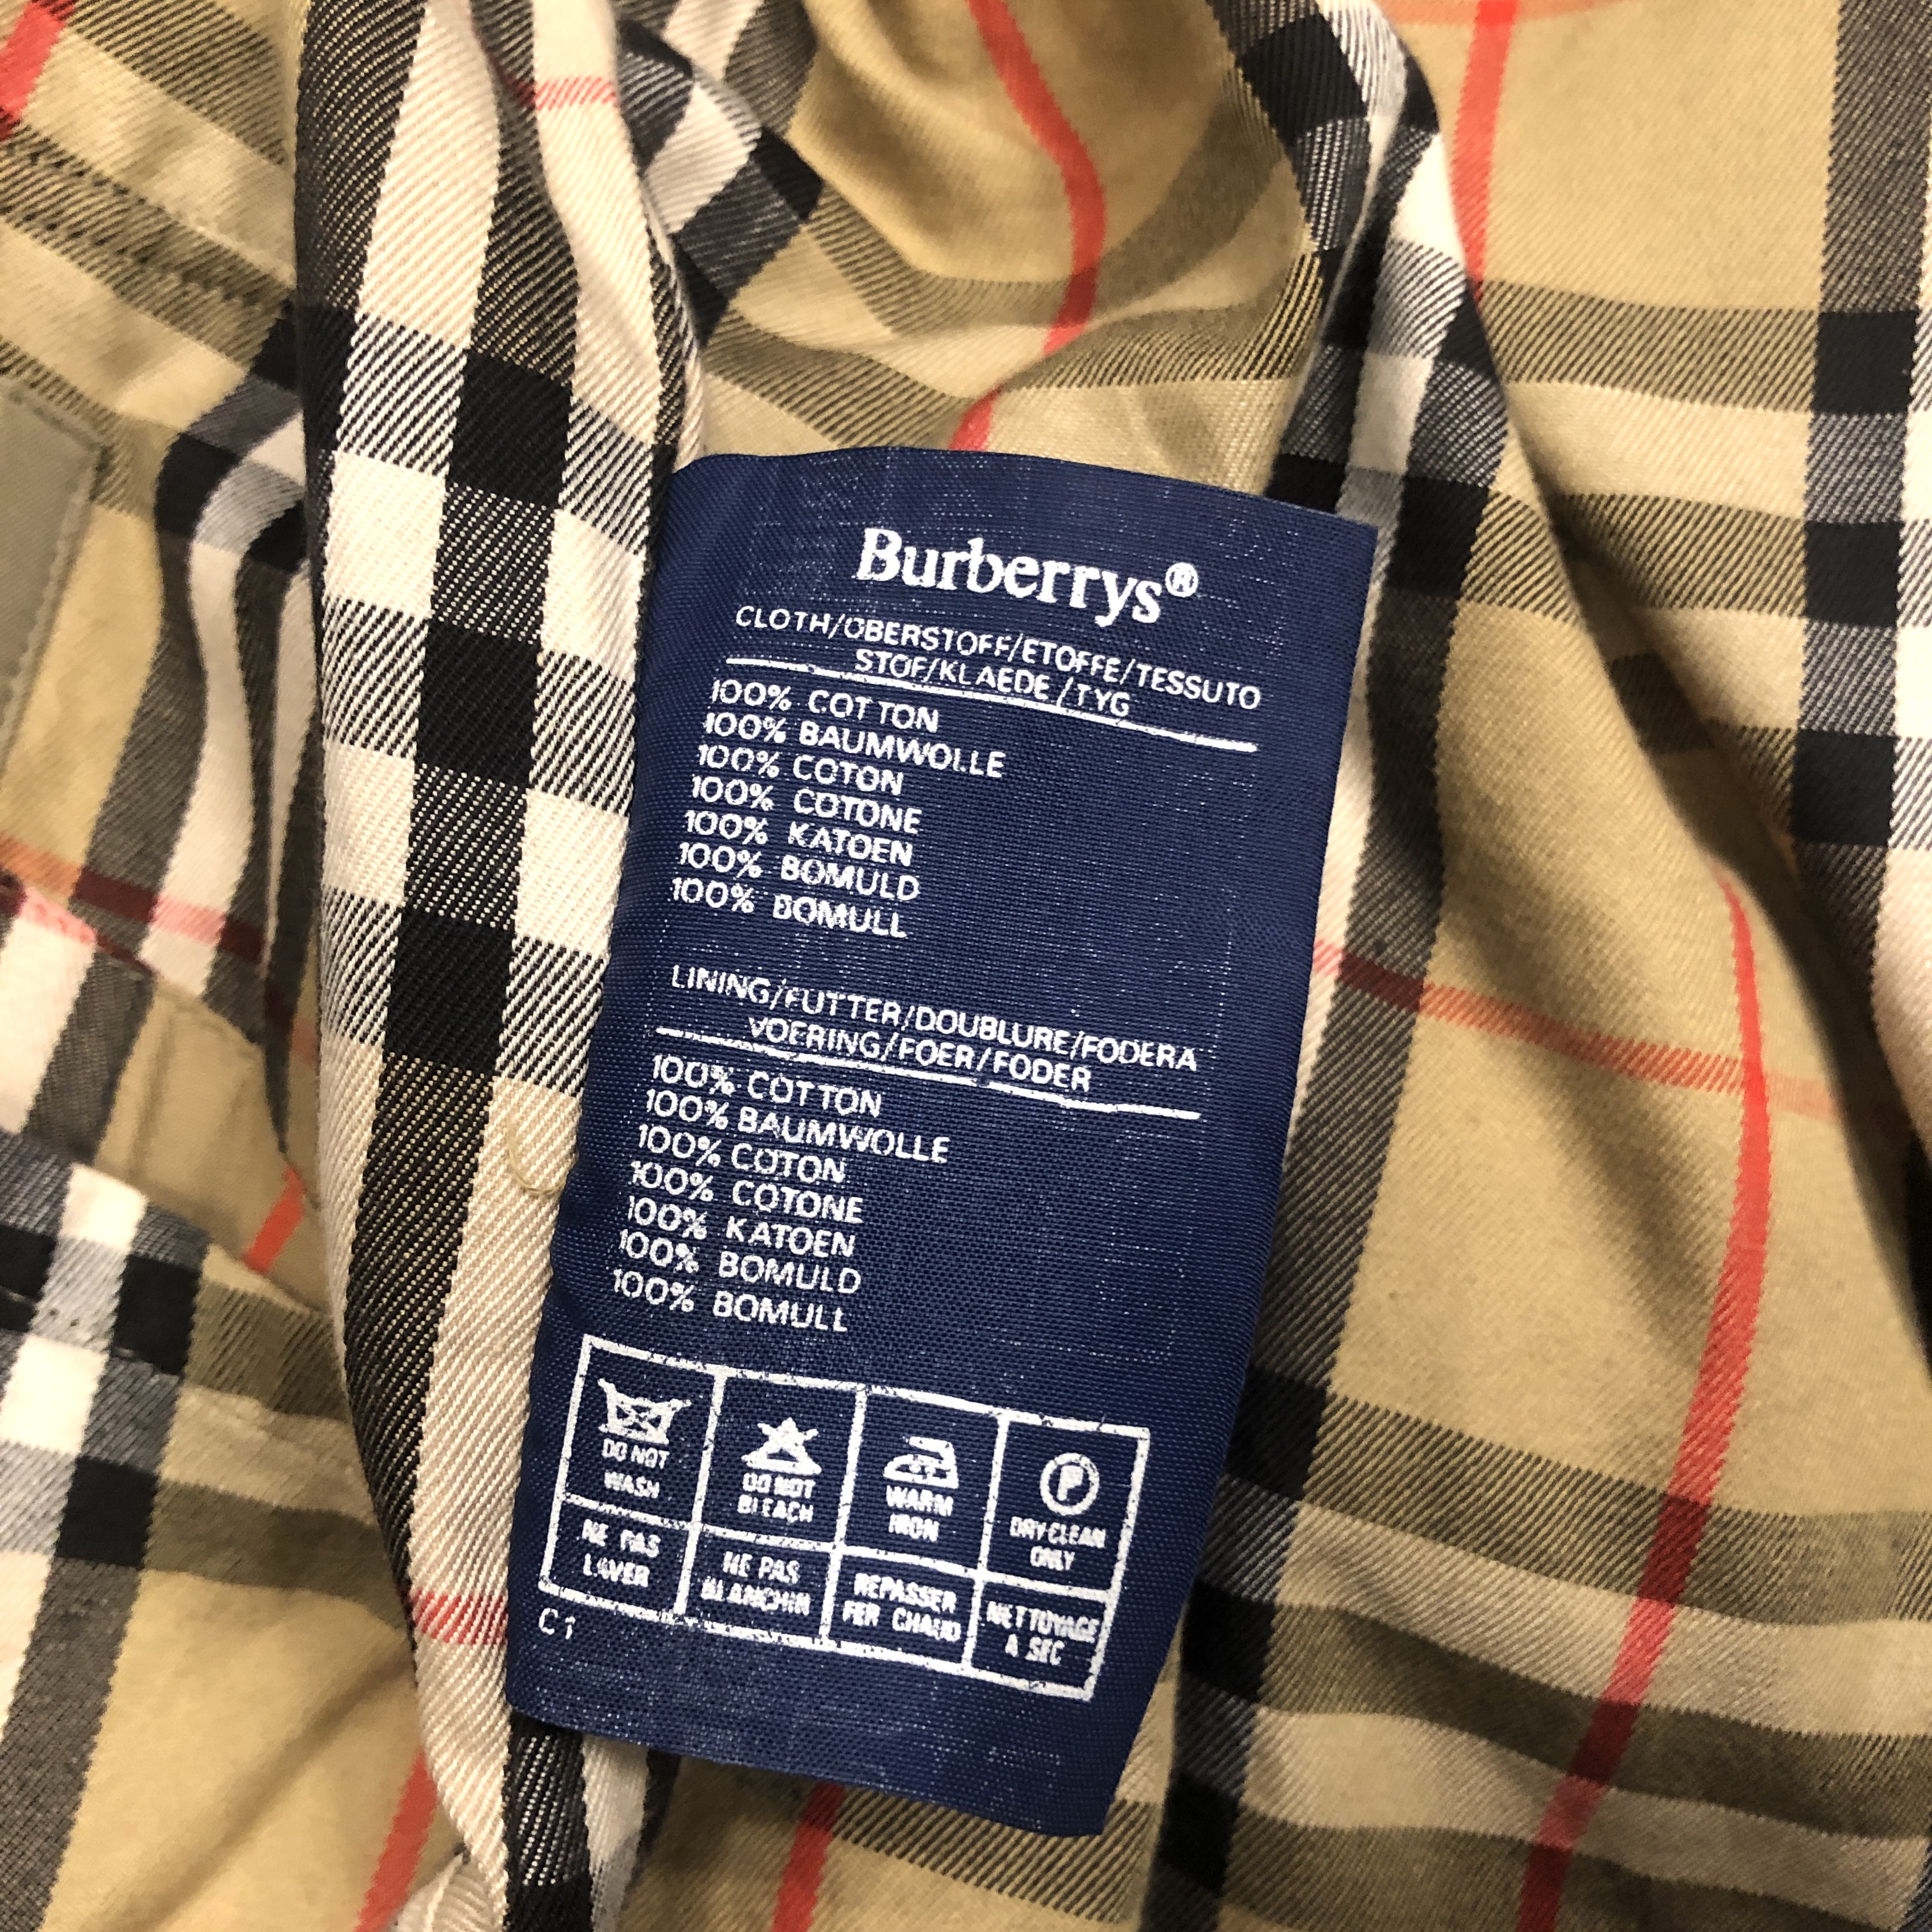 Burberrys®
CLOTH/OBERSTOFF/ETOFFE/TESSUTO
STOF/KLAEDE/TYG
100% COTTON
100% BAUMWOLLE
100% COTON
100% COTONE
100% KATOEN
100% BOMULD
100% BOMULL
LINING/FUTTER/DOUBLURE/FODERA
VOERING/FOER/FODER
100% COTTON
100% BAUMWOLLE
100% COTON
100% COTONE
100% KATOEN
100% BOMULD
100% BOMULL
DO NOT
WASH
DO NOT
BLEACH
WARM
IRON
P
DRY CLEAN
ONLY
NE PAS
LAVER
NE PAS
BLANCHIR
REPASSER
FER CHAUD
NETTOYAGE
A SEC
C1